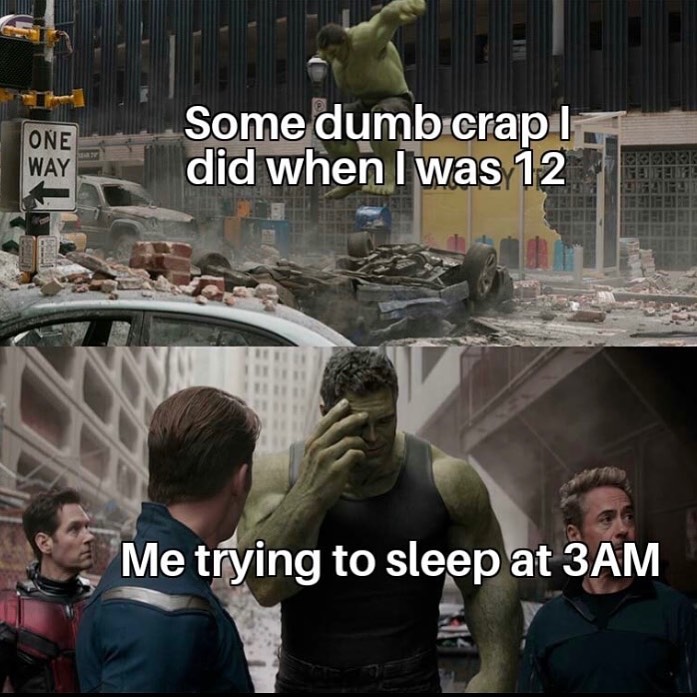 Some dumb crap I
did when I was 12
ONE
WAY
Me trying to sleep at 3AM